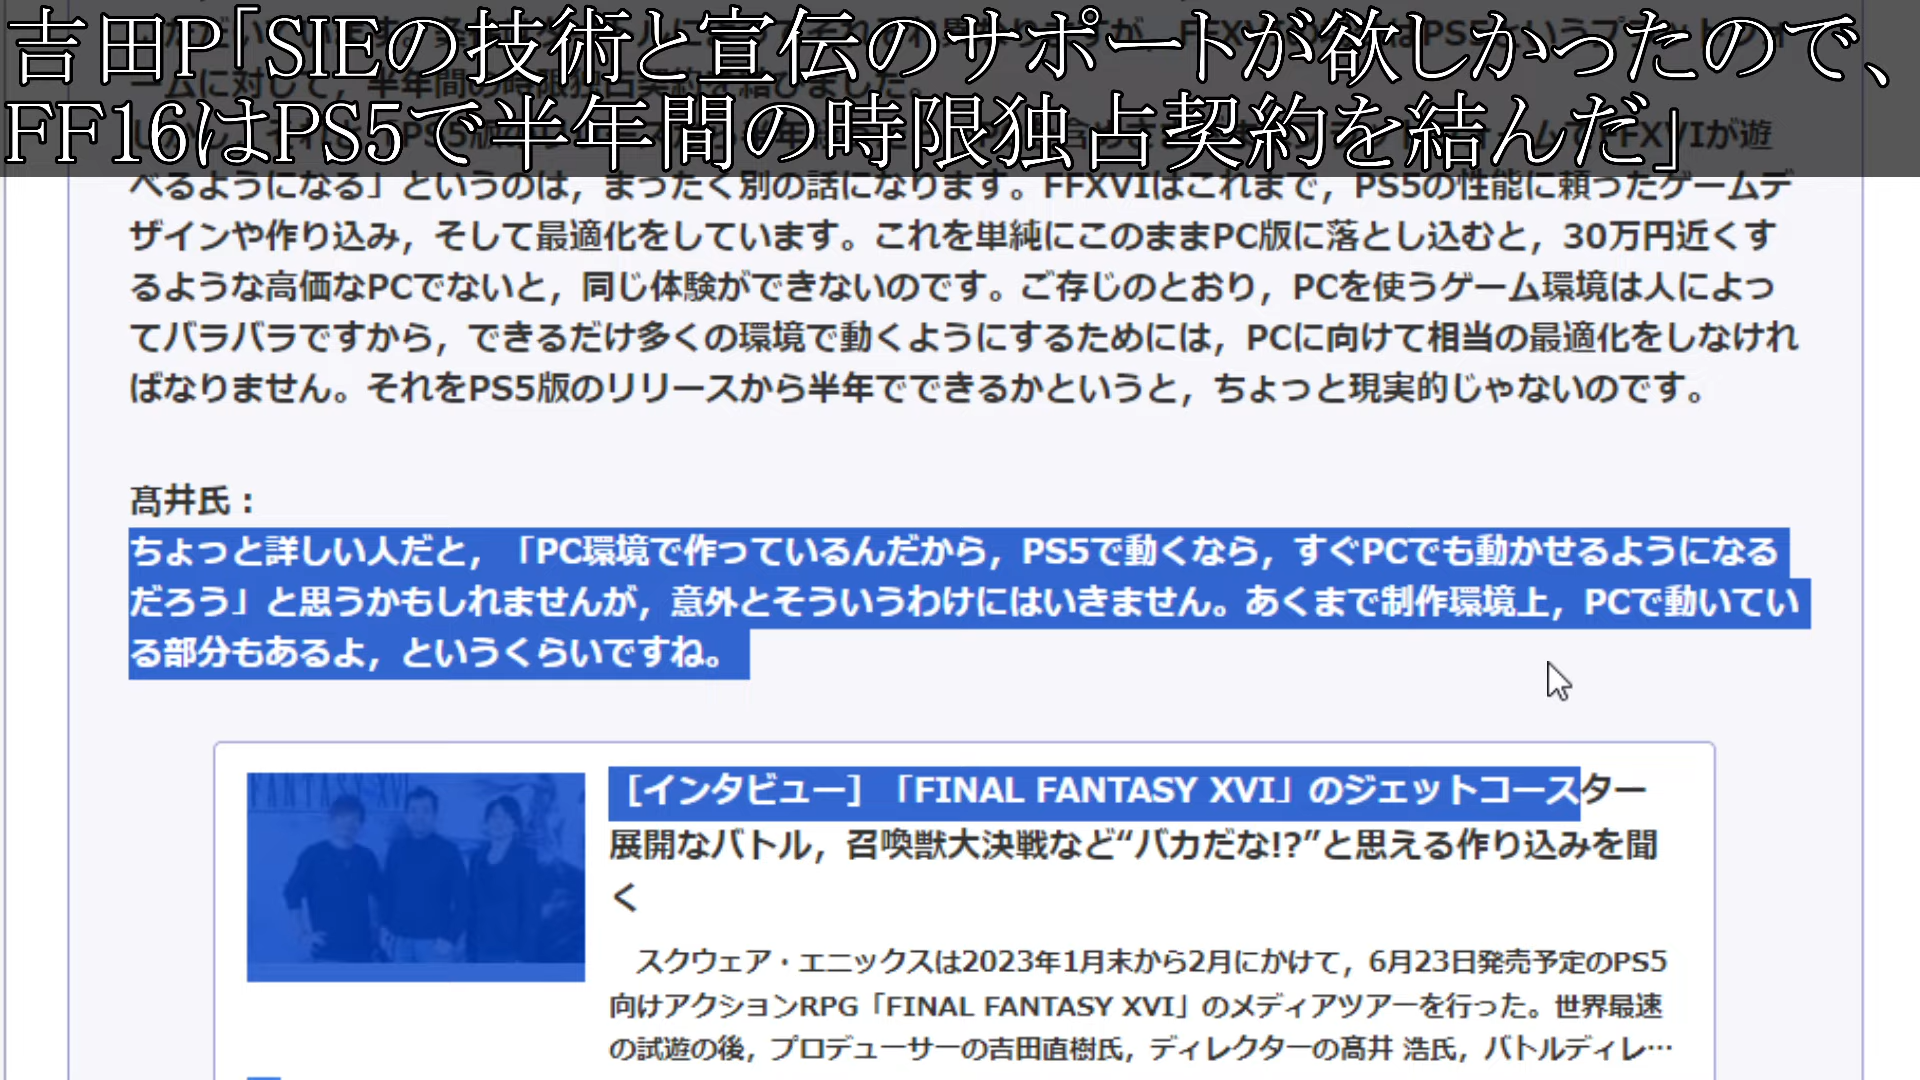 吉田P「SIEの技術と宣伝のサポートが欲しかったので、
FF16はPS5で半年間の時限独占契約を結んだ」
べるようになる」というのは，まったく別の話になります。FFXVIはこれまで，PS5の性能に頼ったゲームデ
ザインや作り込み，そして最適化をしています。これを単純にこのままPC版に落とし込むと，30万円近くす
るような高価なPCでないと，同じ体験ができないのです。ご存じのとおり，PCを使うゲーム環境は人によっ
てバラバラですから，できるだけ多くの環境で動くようにするためには，PCに向けて相当の最適化をしなけれ
ばなりません。それをPS5版のリリースから半年でできるかというと，ちょっと現実的じゃないのです。
髙井氏：
ちょっと詳しい人だと，「PC環境で作っているんだから，PS5で動くなら，すぐPCでも動かせるようになる
だろう」と思うかもしれませんが，意外とそういうわけにはいきません。あくまで制作環境上，PCで動いてい
る部分もあるよ，というくらいですね。
［インタビュー］「FINAL FANTASY XVI」のジェットコースター
展開なバトル，召喚獣大決戦など“バカだな!?”と思える作り込みを聞
く
スクウェア・エニックスは2023年1月末から2月にかけて，6月23日発売予定のPS5
向けアクションRPG「FINAL FANTASY XVI」のメディアツアーを行った。世界最速
の試遊の後，プロデューサーの吉田直樹氏，ディレクターの髙井 浩氏，バトルディレ…